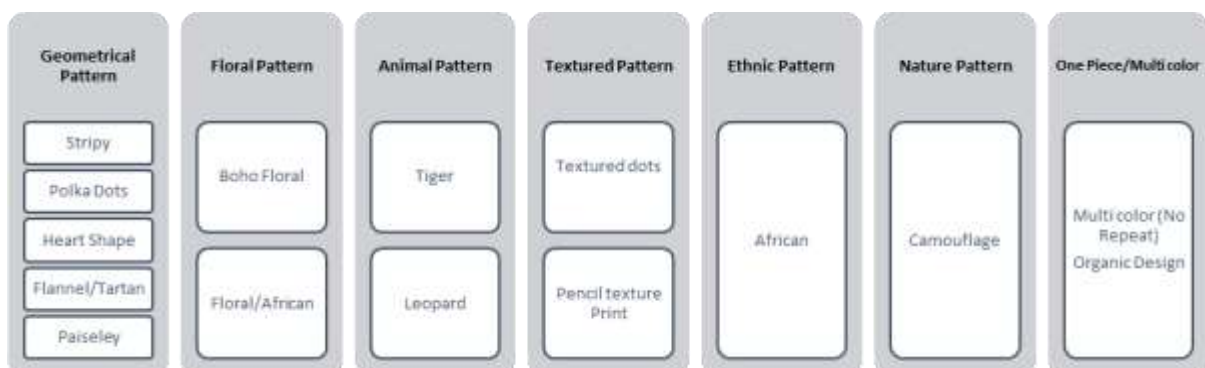 Geometrical
Pattern
Stripy
Polka Dots
Heart Shape
Flannel/Tartan
Paiseley
Floral Pattern
Boho Floral
Floral/African
Animal Pattern
Tiger
Leopard
Textured Pattern
Textured dots
Pencil texture
Print
Ethnic Pattern
African
Nature Pattern
Camouflage
One Piece/Multi color
Multi color (No
Repeat)
Organic Design